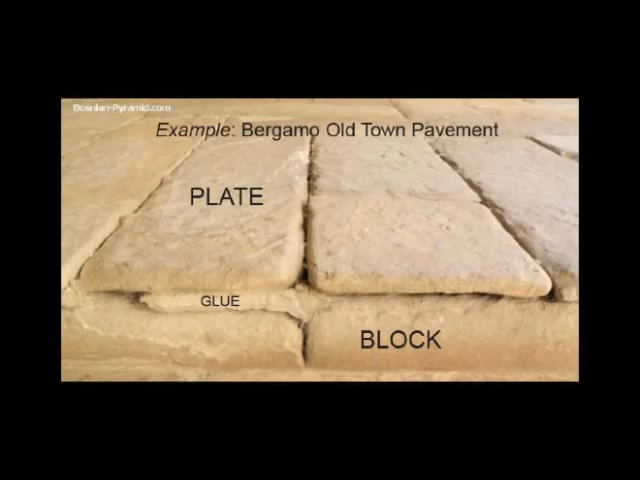 Bosnian-Pyramid.com
Example: Bergamo Old Town Pavement
PLATE
GLUE
BLOCK